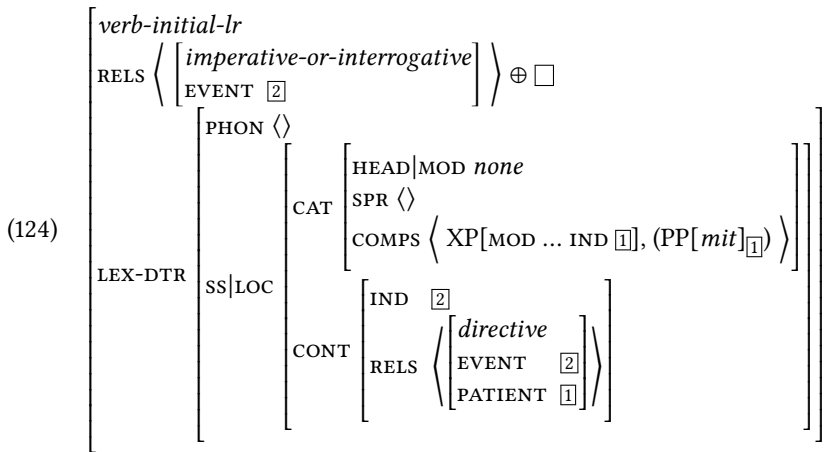 verb-initial-lr
RELS ⟨ [imperative-or-interrogative
EVENT [2]] ⟩ ⊕ □
(124) LEX-DTR
PHON ⟨⟩
SS|LOC
CAT
HEAD|MOD none
SPR ⟨⟩
COMPS ⟨ XP[MOD … IND [1]], (PP[mit][1]) ⟩
CONT
IND [2]
RELS ⟨ [directive
EVENT [2]
PATIENT [1]] ⟩